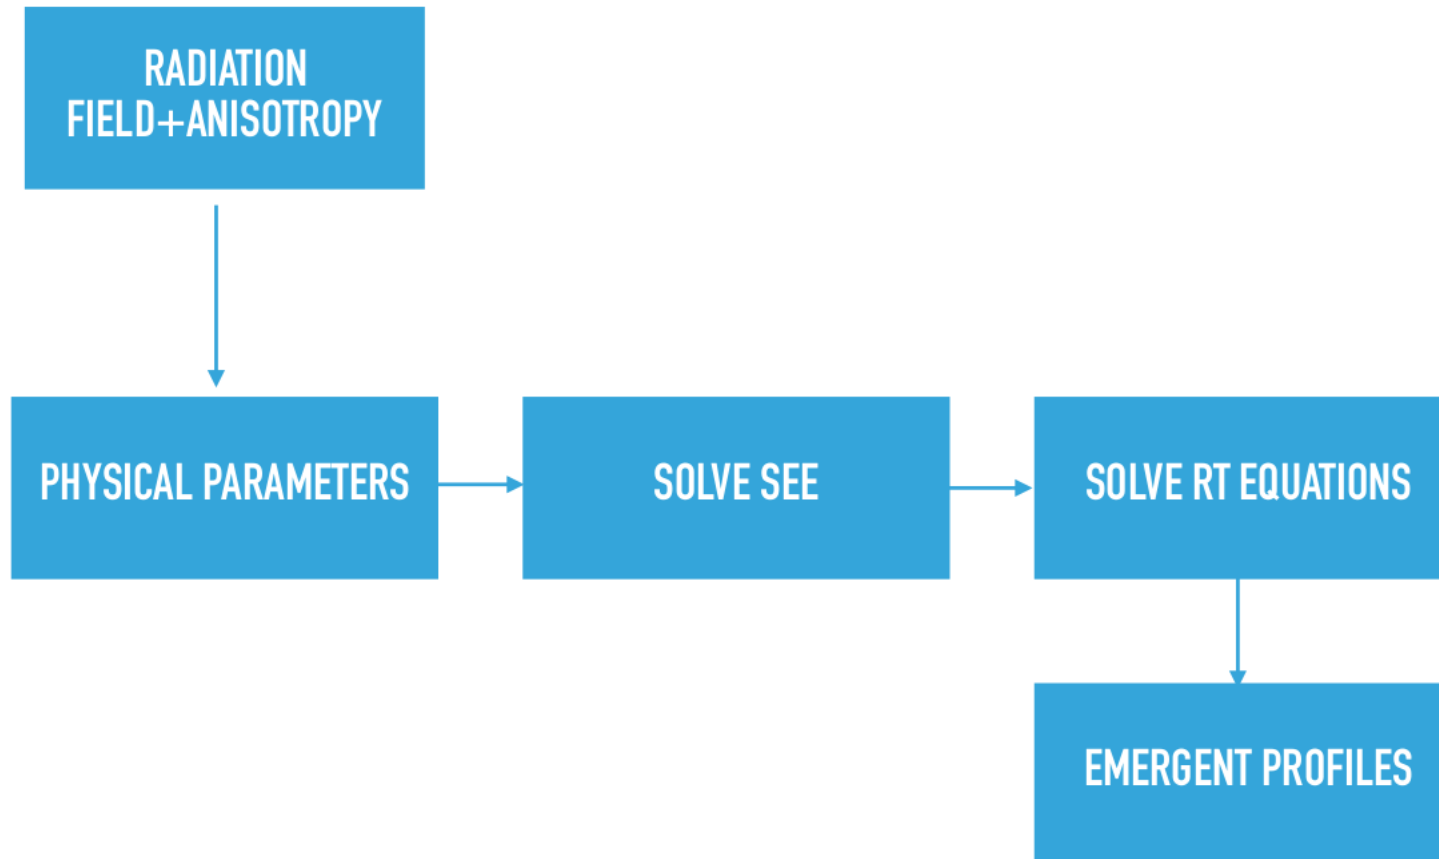 RADIATION
FIELD+ANISOTROPY
PHYSICAL PARAMETERS
SOLVE SEE
SOLVE RT EQUATIONS
EMERGENT PROFILES